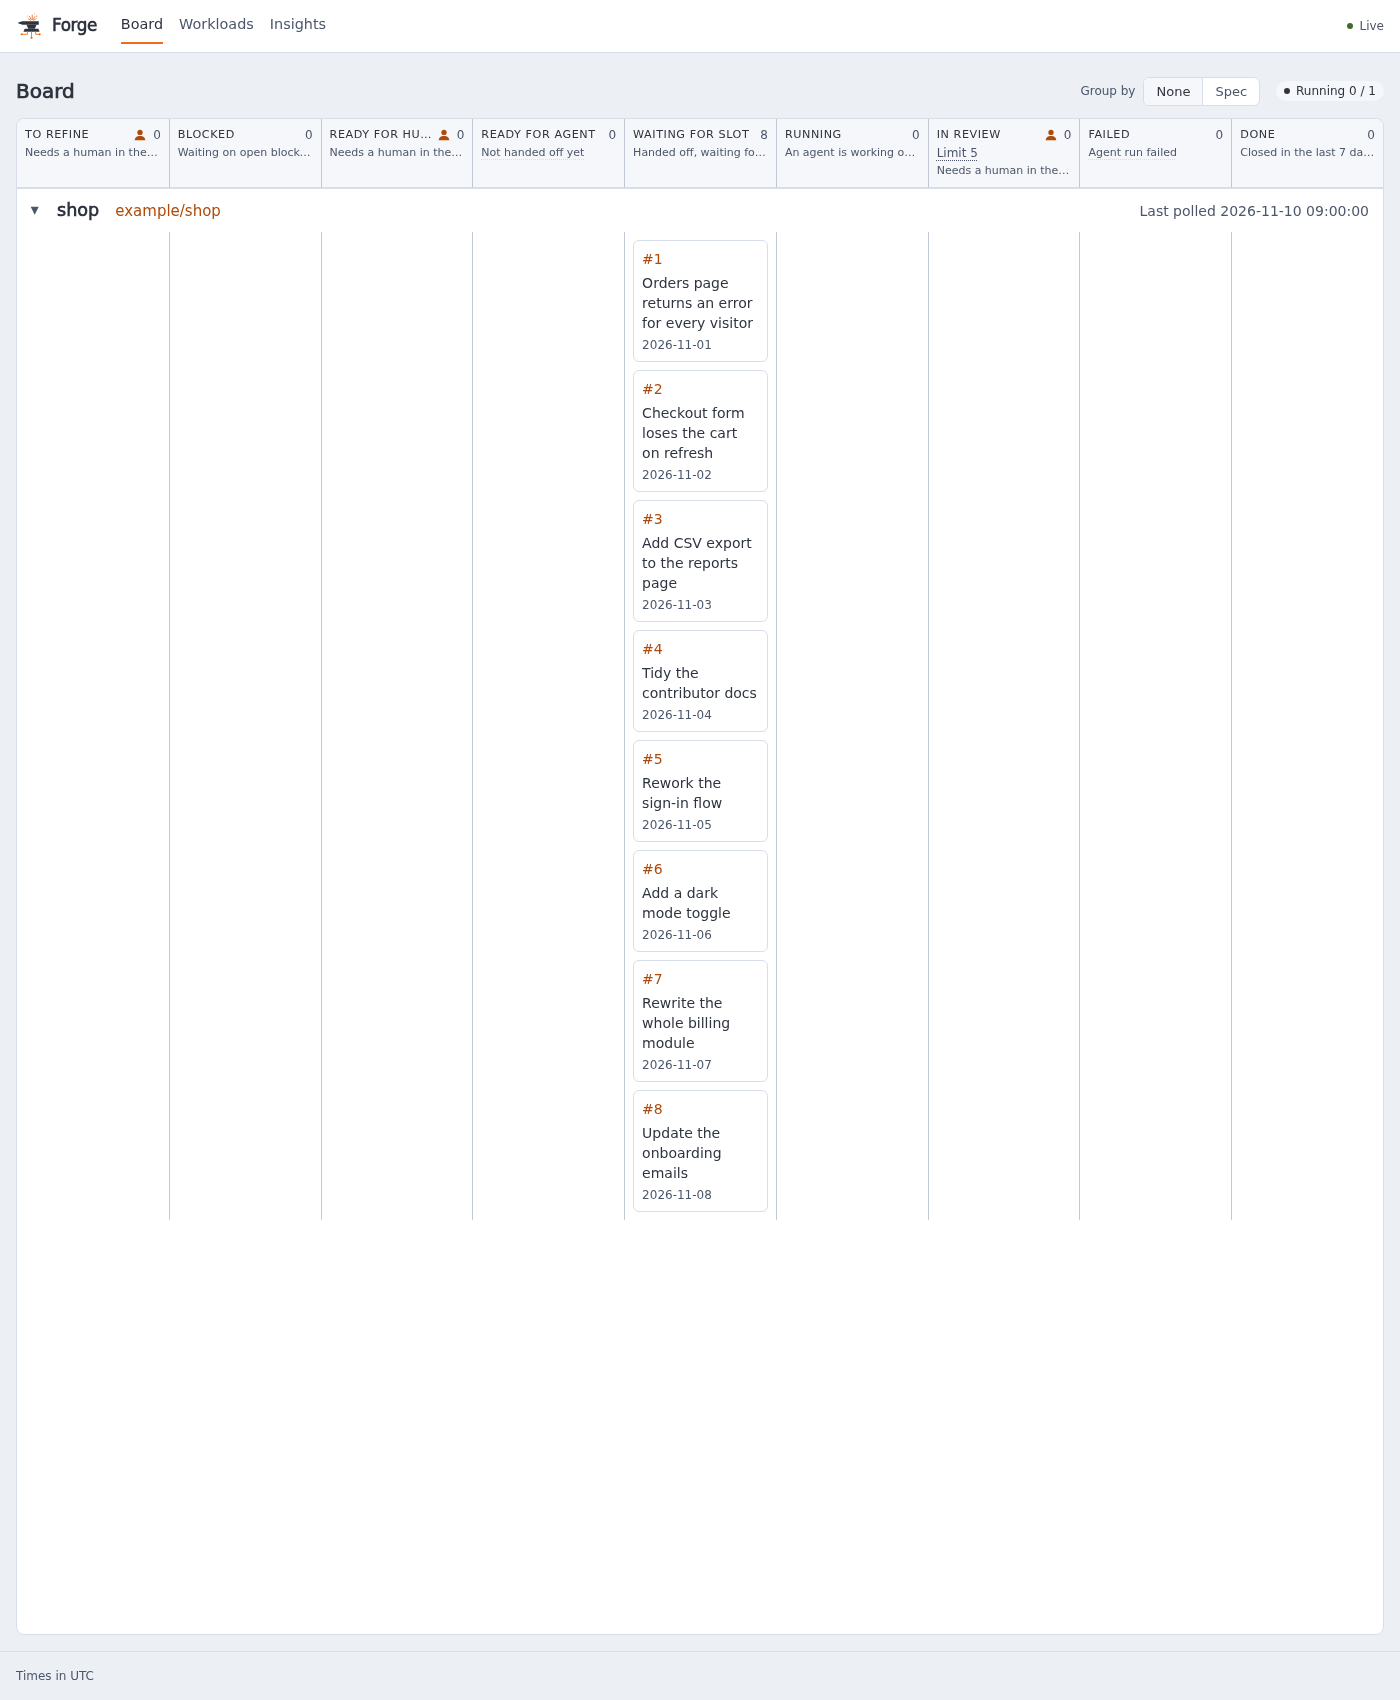 Forge
Board Workloads Insights
Live
Board
Group by None Spec Running 0 / 1
TO REFINE 0
Needs a human in the…
BLOCKED 0
Waiting on open block…
READY FOR HU… 0
Needs a human in the…
READY FOR AGENT 0
Not handed off yet
WAITING FOR SLOT 8
Handed off, waiting fo…
RUNNING 0
An agent is working o…
IN REVIEW 0
Limit 5
Needs a human in the…
FAILED 0
Agent run failed
DONE 0
Closed in the last 7 da…
▼ shop example/shop Last polled 2026-11-10 09:00:00
#1
Orders page
returns an error
for every visitor
2026-11-01
#2
Checkout form
loses the cart
on refresh
2026-11-02
#3
Add CSV export
to the reports
page
2026-11-03
#4
Tidy the
contributor docs
2026-11-04
#5
Rework the
sign-in flow
2026-11-05
#6
Add a dark
mode toggle
2026-11-06
#7
Rewrite the
whole billing
module
2026-11-07
#8
Update the
onboarding
emails
2026-11-08
Times in UTC